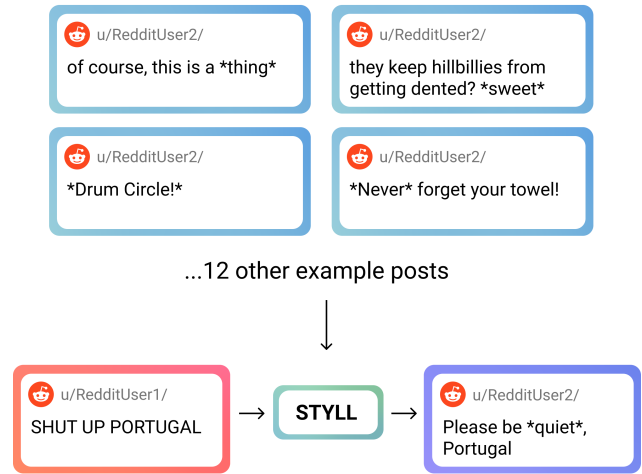 u/RedditUser2/
of course, this is a *thing*
u/RedditUser2/
they keep hillbillies from
getting dented? *sweet*
u/RedditUser2/
*Drum Circle!*
u/RedditUser2/
*Never* forget your towel!
...12 other example posts
u/RedditUser1/
SHUT UP PORTUGAL
STYLL
u/RedditUser2/
Please be *quiet*,
Portugal